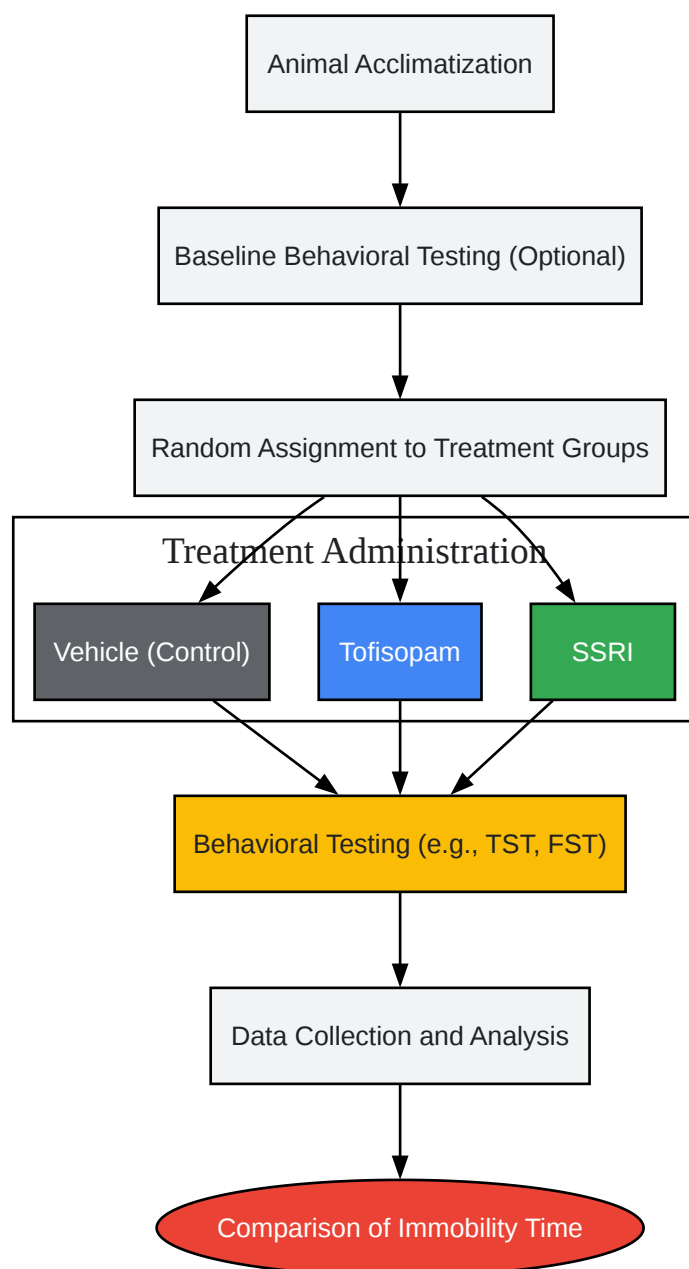 Animal Acclimatization
Baseline Behavioral Testing (Optional)
Random Assignment to Treatment Groups
Treatment Administration
Vehicle (Control)
Tofisopam
SSRI
Behavioral Testing (e.g., TST, FST)
Data Collection and Analysis
Comparison of Immobility Time